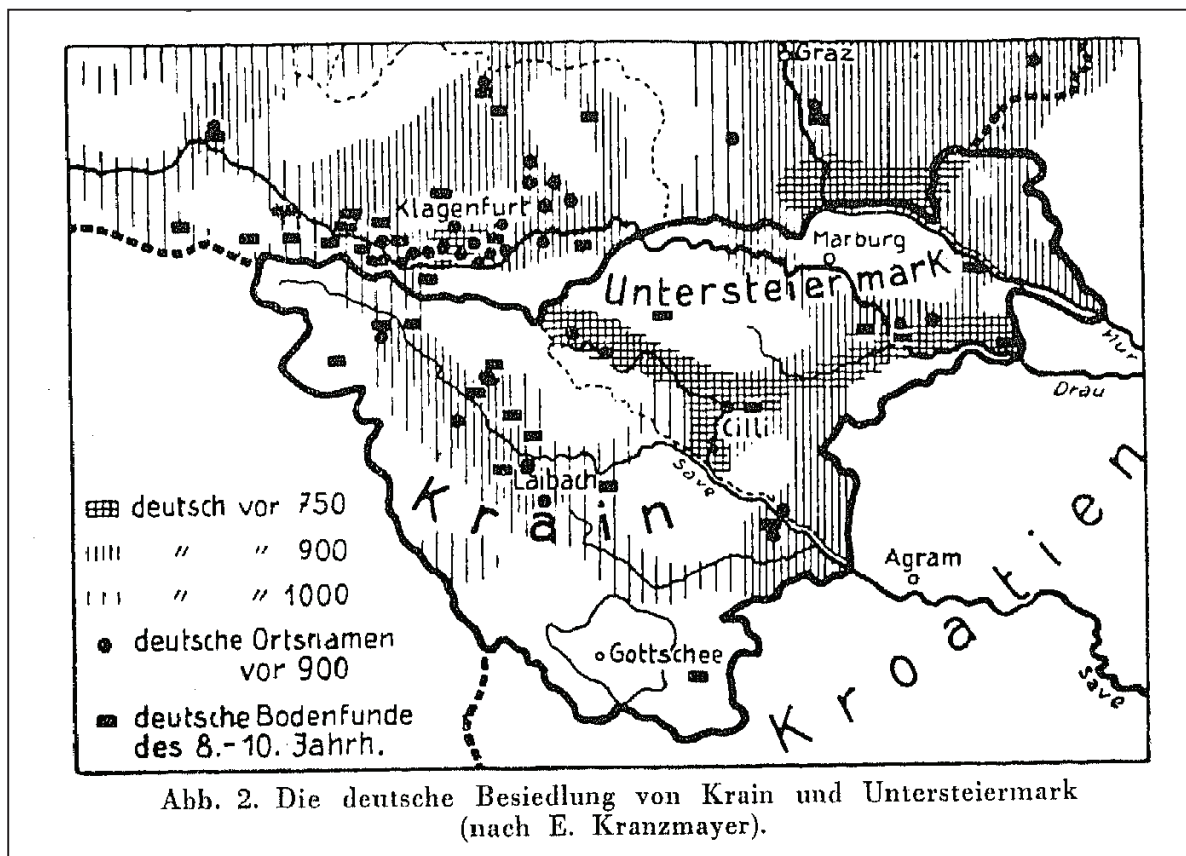 Graz
Klagenfurt
Marburg
Untersteiermark
Mur
Drau
Cilli
Save
Laibach
Krain
Agram
Kroatien
Gottschee
Save
deutsch vor 750
" " 900
" " 1000
deutsche Ortsnamen
vor 900
deutsche Bodenfunde
des 8.-10. Jahrh.
Abb. 2. Die deutsche Besiedlung von Krain und Untersteiermark
(nach E. Kranzmayer).